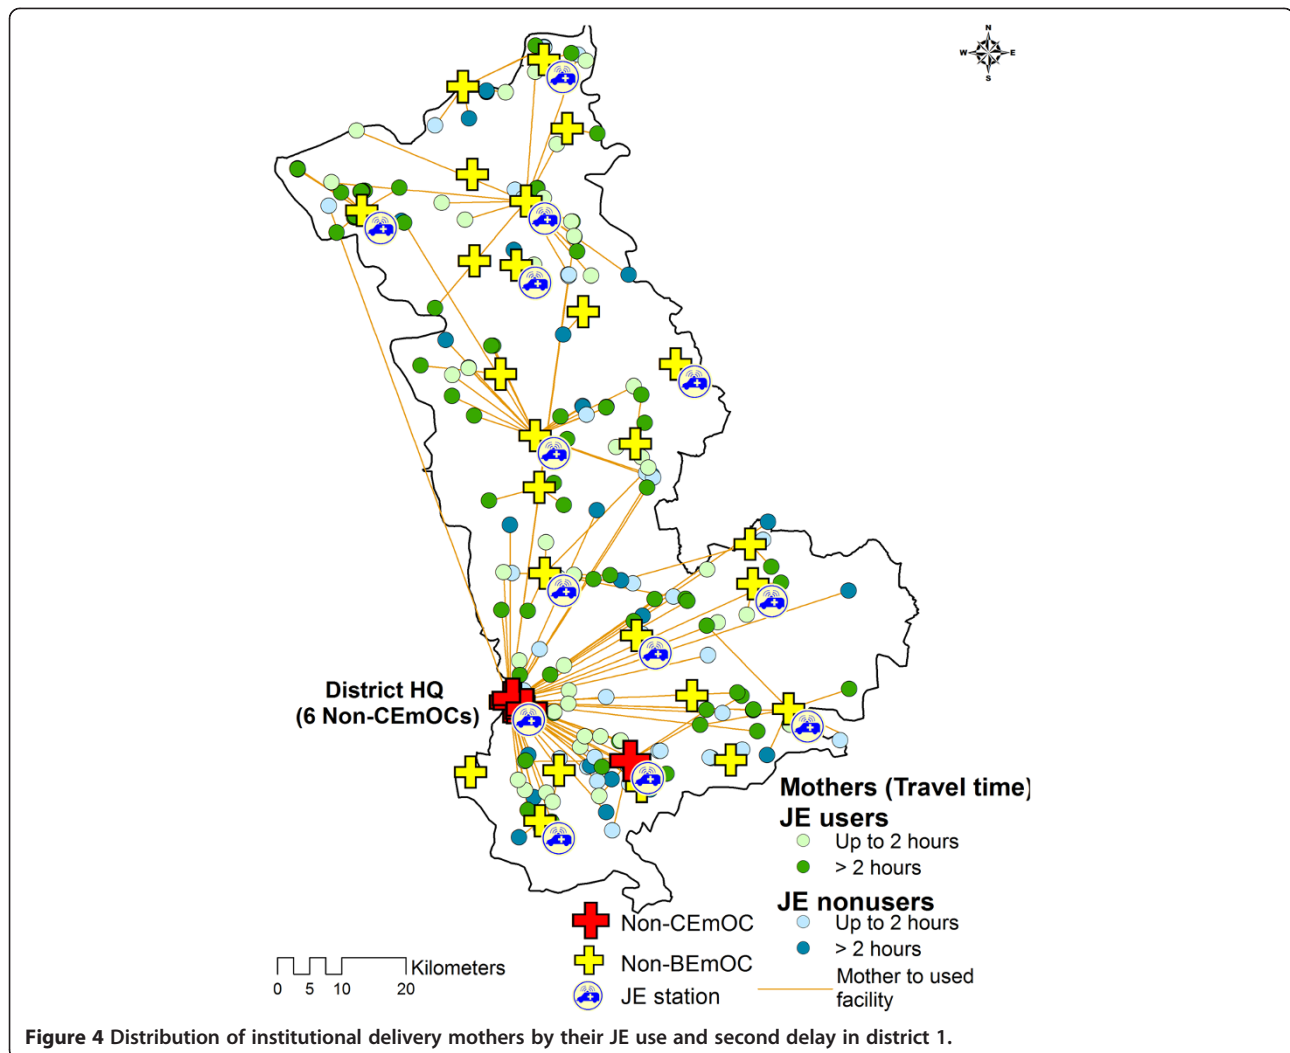 N
W E
S
District HQ
(6 Non-CEmOCs)
Mothers (Travel time)
JE users
Up to 2 hours
> 2 hours
JE nonusers
Up to 2 hours
> 2 hours
Mother to used
facility
Non-CEmOC
Non-BEmOC
JE station
Kilometers
0 5 10 20
Figure 4 Distribution of institutional delivery mothers by their JE use and second delay in district 1.